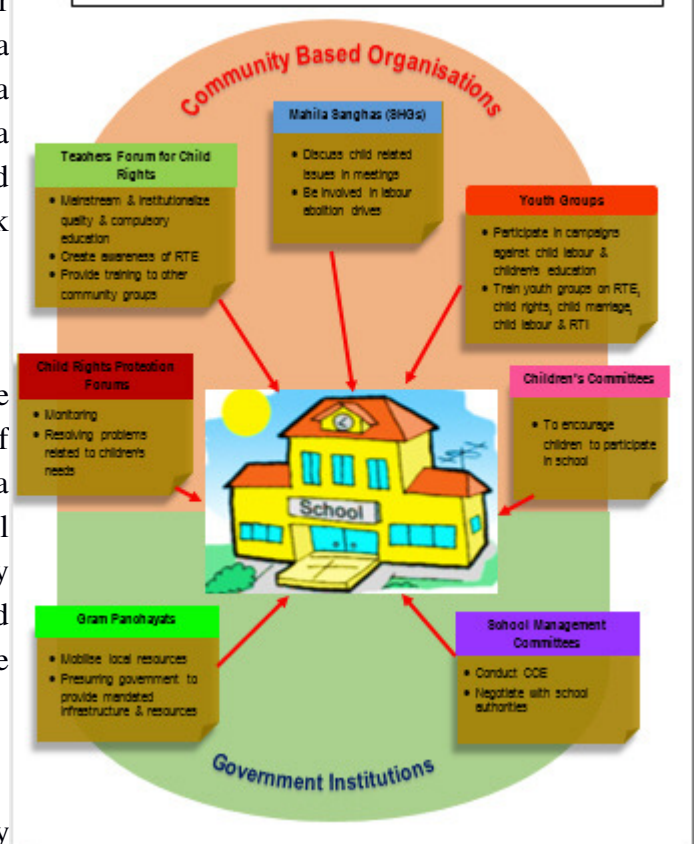 Community Based Organisations
Mahila Sanghas (SHGs)
• Discuss child related
issues in meetings
• Be involved in labour
abolition drives
Teachers Forum for Child
Rights
• Mainstream & institutionalize
quality & compulsory
education
• Create awareness of RTE
• Provide training to other
community groups
Youth Groups
• Participate in campaigns
against child labour &
children's education
• Train youth groups on RTE,
child rights, child marriage,
child labour & RTI
Child Rights Protection
Forums
• Monitoring
• Resolving problems
related to children's
needs
Children's Committees
• To encourage
children to participate
in school
School
Gram Panchayats
• Mobilise local resources
• Presurring government to
provide mandated
infrastructure & resources
School Management
Committees
• Conduct CCE
• Negotiate with school
authorities
Government Institutions